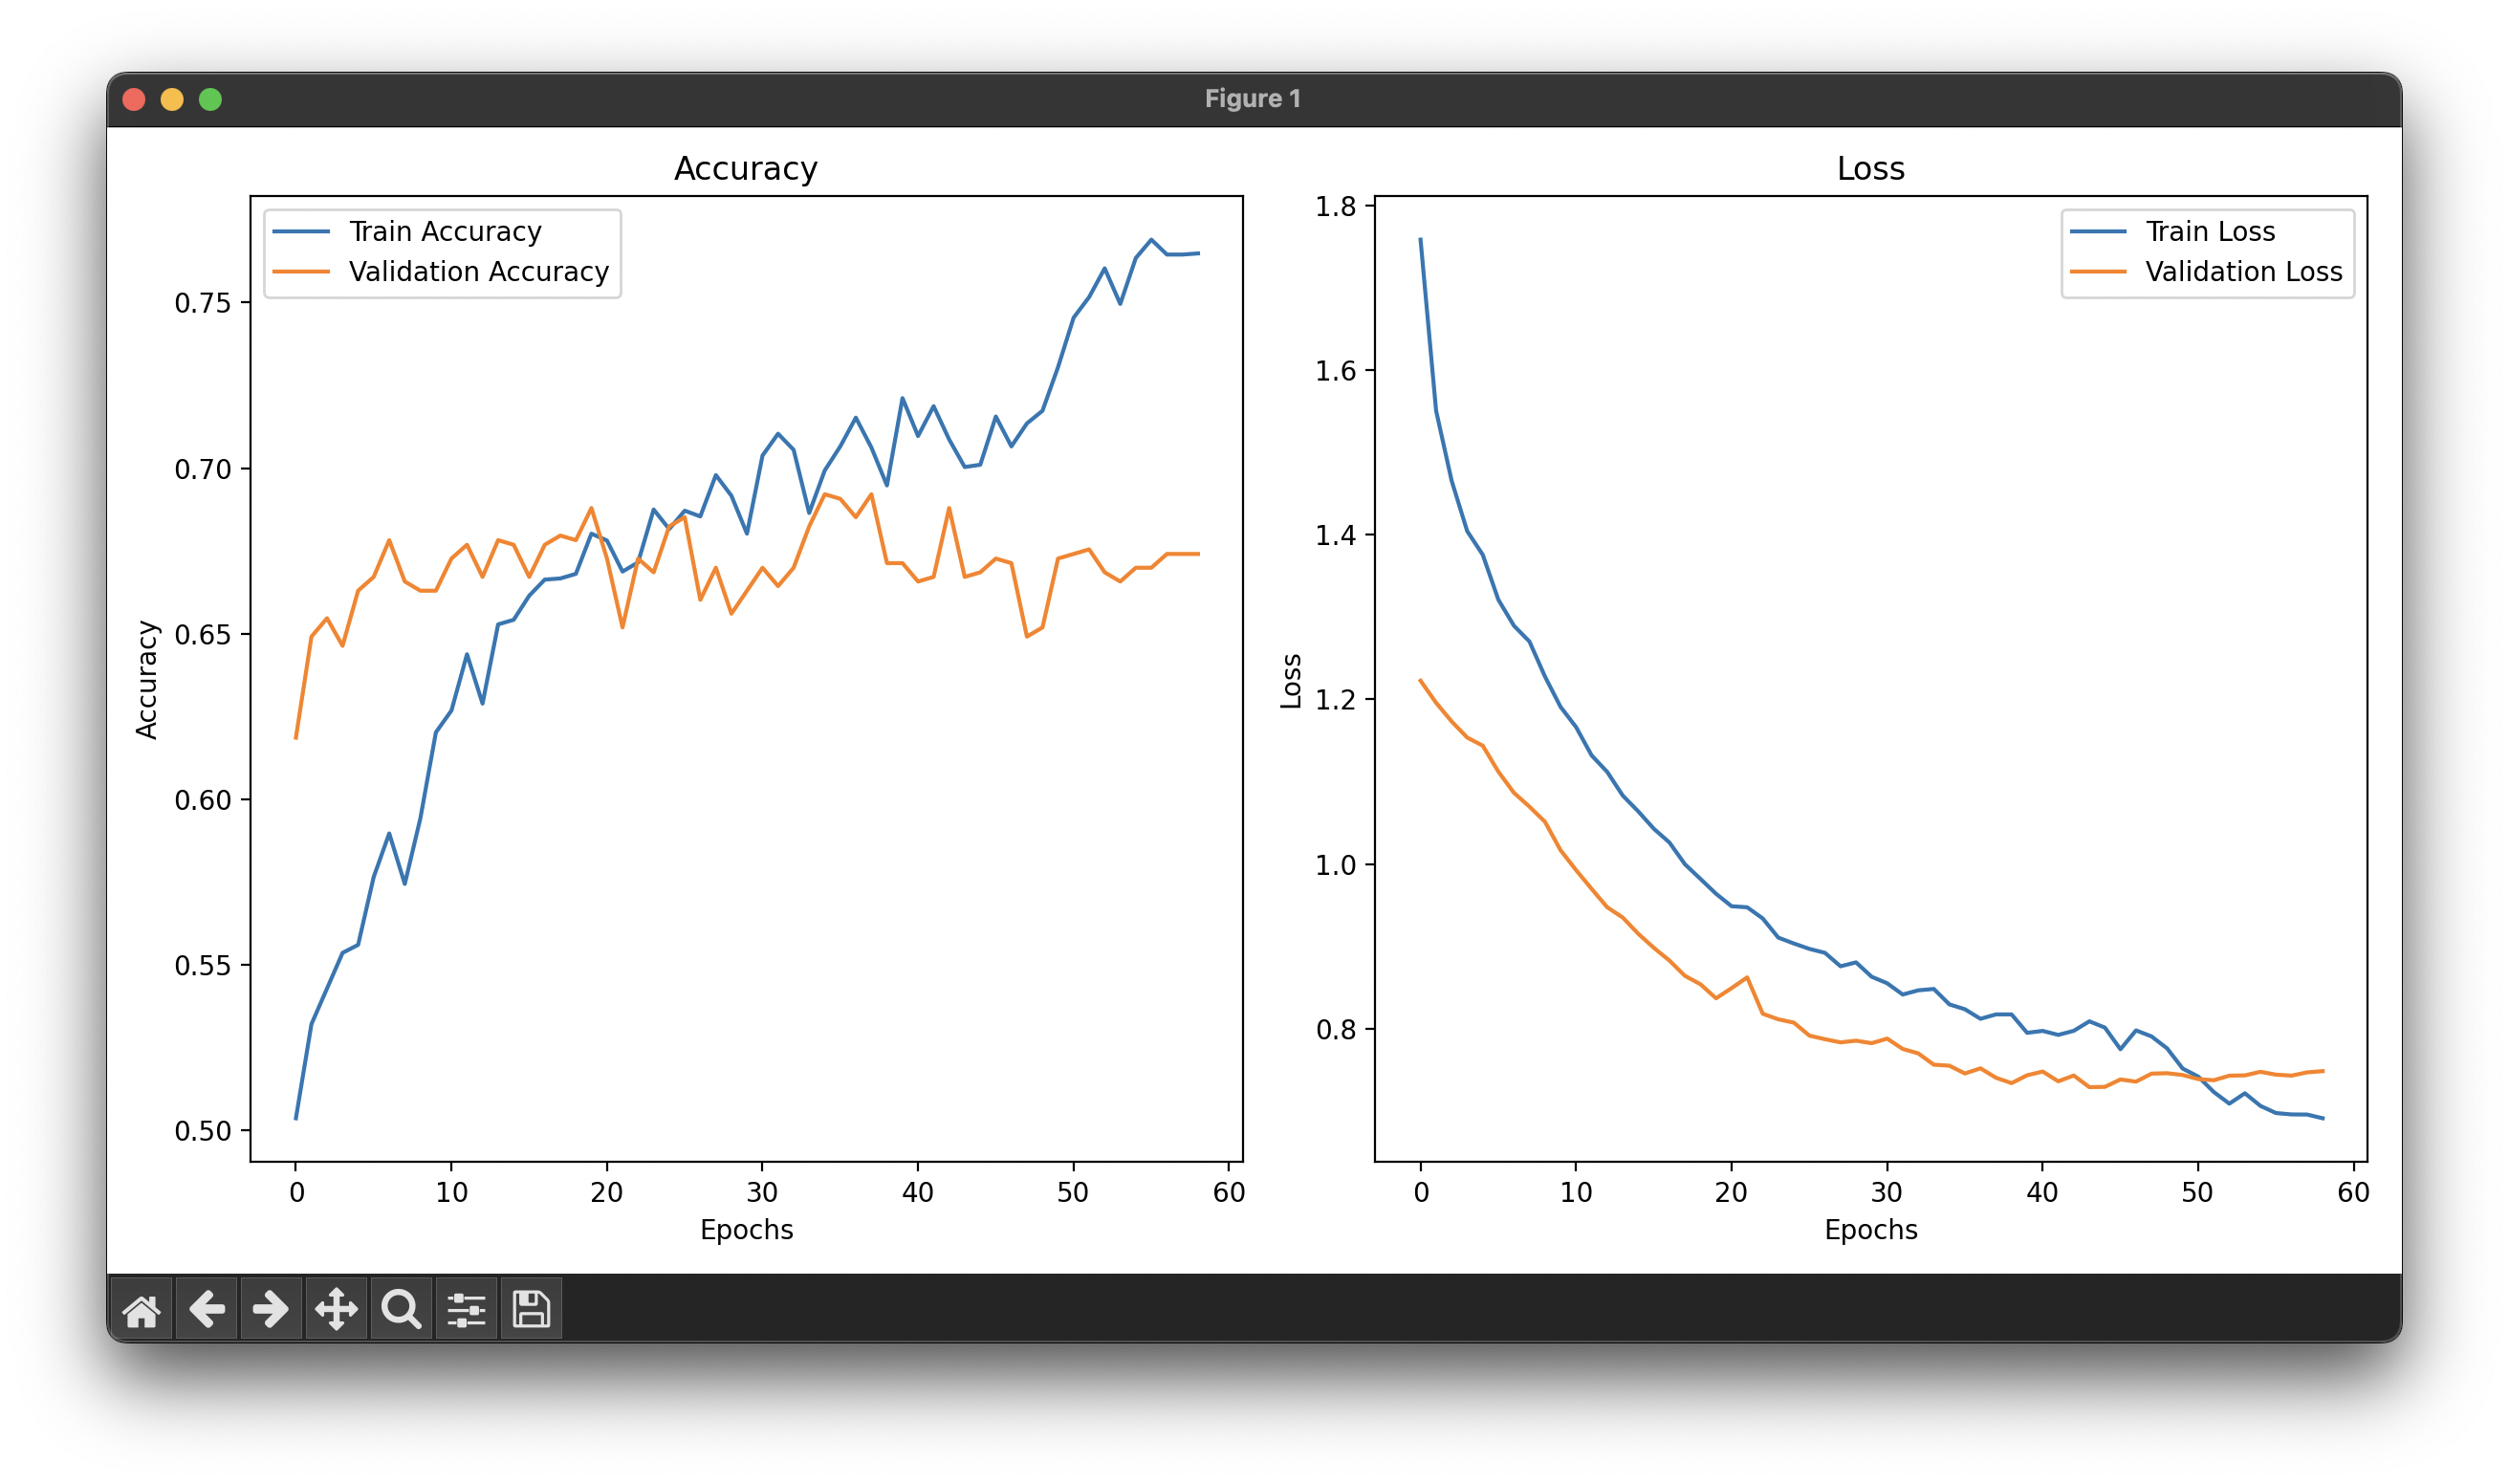 Figure 1
Accuracy
Train Accuracy
Validation Accuracy
0.75
0.70
0.65
0.60
0.55
0.50
Accuracy
0 10 20 30 40 50 60
Epochs
Loss
Train Loss
Validation Loss
1.8
1.6
1.4
1.2
1.0
0.8
Loss
0 10 20 30 40 50 60
Epochs